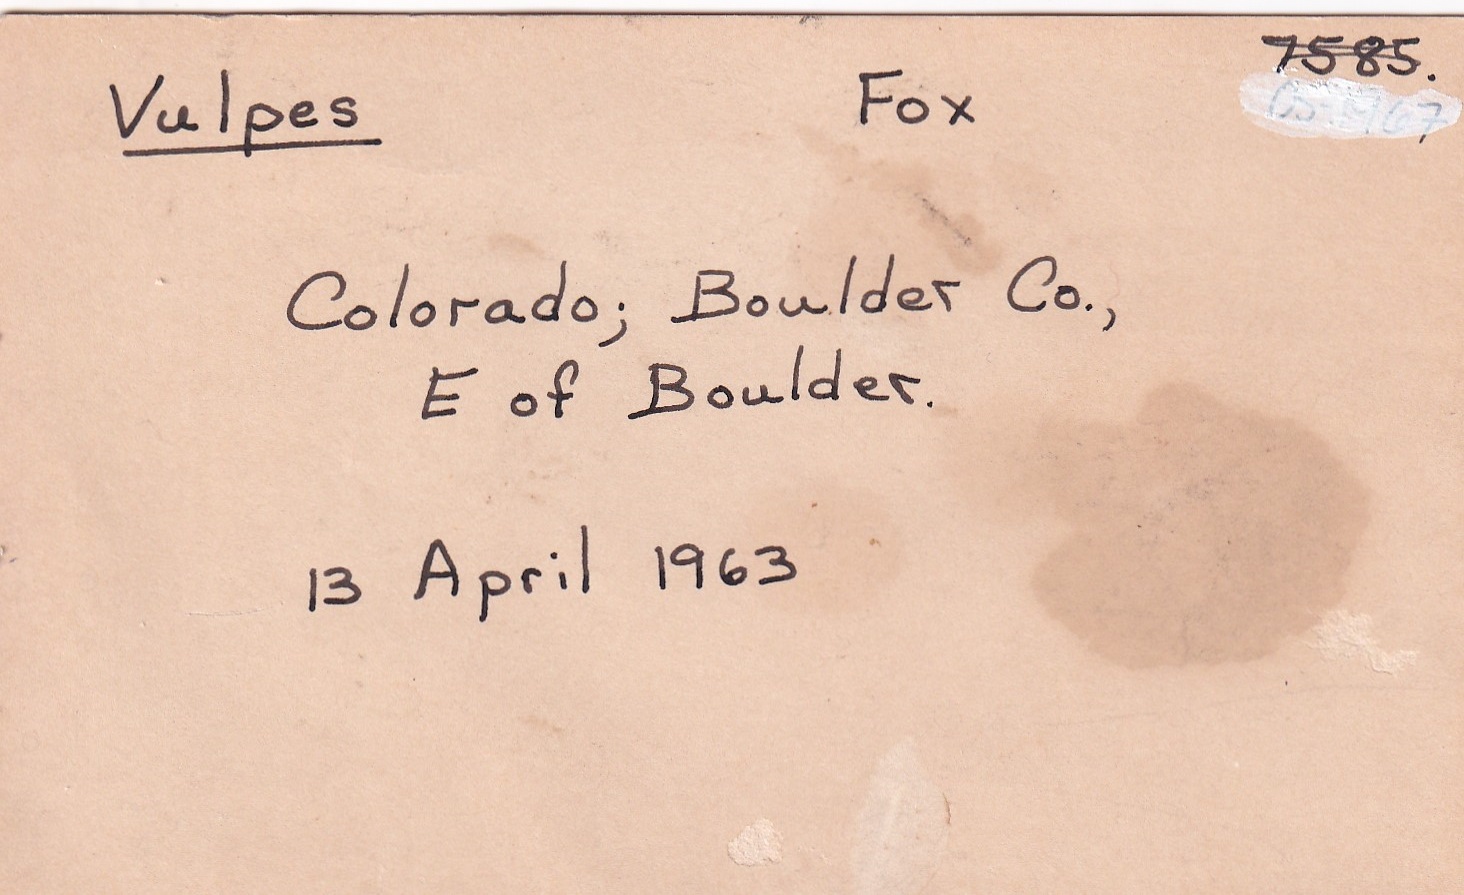 7585.
Vulpes Fox
Colorado; Boulder Co.,
E of Boulder.
13 April 1963